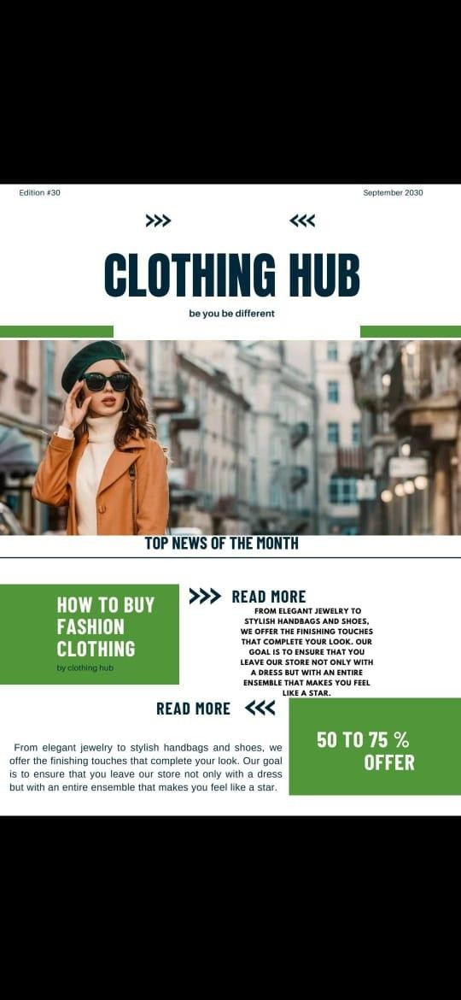 Edition #30
September 2030
CLOTHING HUB
be you be different
TOP NEWS OF THE MONTH
HOW TO BUY
FASHION
CLOTHING
by clothing hub
READ MORE
FROM ELEGANT JEWELRY TO
STYLISH HANDBAGS AND SHOES,
WE OFFER THE FINISHING TOUCHES
THAT COMPLETE YOUR LOOK. OUR
GOAL IS TO ENSURE THAT YOU
LEAVE OUR STORE NOT ONLY WITH
A DRESS BUT WITH AN ENTIRE
ENSEMBLE THAT MAKES YOU FEEL
LIKE A STAR.
READ MORE
50 TO 75 %
OFFER
From elegant jewelry to stylish handbags and shoes, we
offer the finishing touches that complete your look. Our goal
is to ensure that you leave our store not only with a dress
but with an entire ensemble that makes you feel like a star.